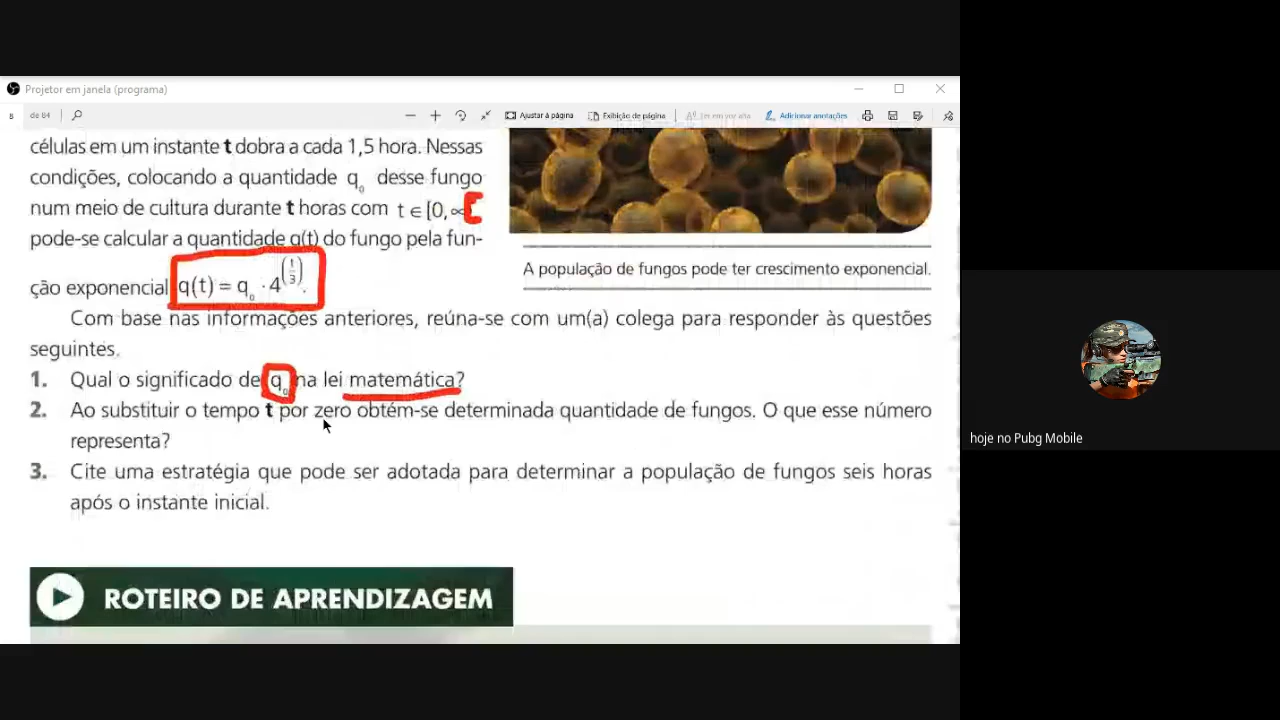 Projetor em janela (programa)
8 de 84 Ajustar à página Exibição de página Ler em voz alta Adicionar anotações
células em um instante t dobra a cada 1,5 hora. Nessas
condições, colocando a quantidade q₀ desse fungo
num meio de cultura durante t horas com t ∈ [0, ∞[
pode-se calcular a quantidade q(t) do fungo pela fun-
ção exponencial q(t) = q₀ · 4^(t/3).
A população de fungos pode ter crescimento exponencial.
Com base nas informações anteriores, reúna-se com um(a) colega para responder às questões
seguintes.
1. Qual o significado de q₀ na lei matemática?
2. Ao substituir o tempo t por zero obtém-se determinada quantidade de fungos. O que esse número
representa?
3. Cite uma estratégia que pode ser adotada para determinar a população de fungos seis horas
após o instante inicial.
ROTEIRO DE APRENDIZAGEM
hoje no Pubg Mobile